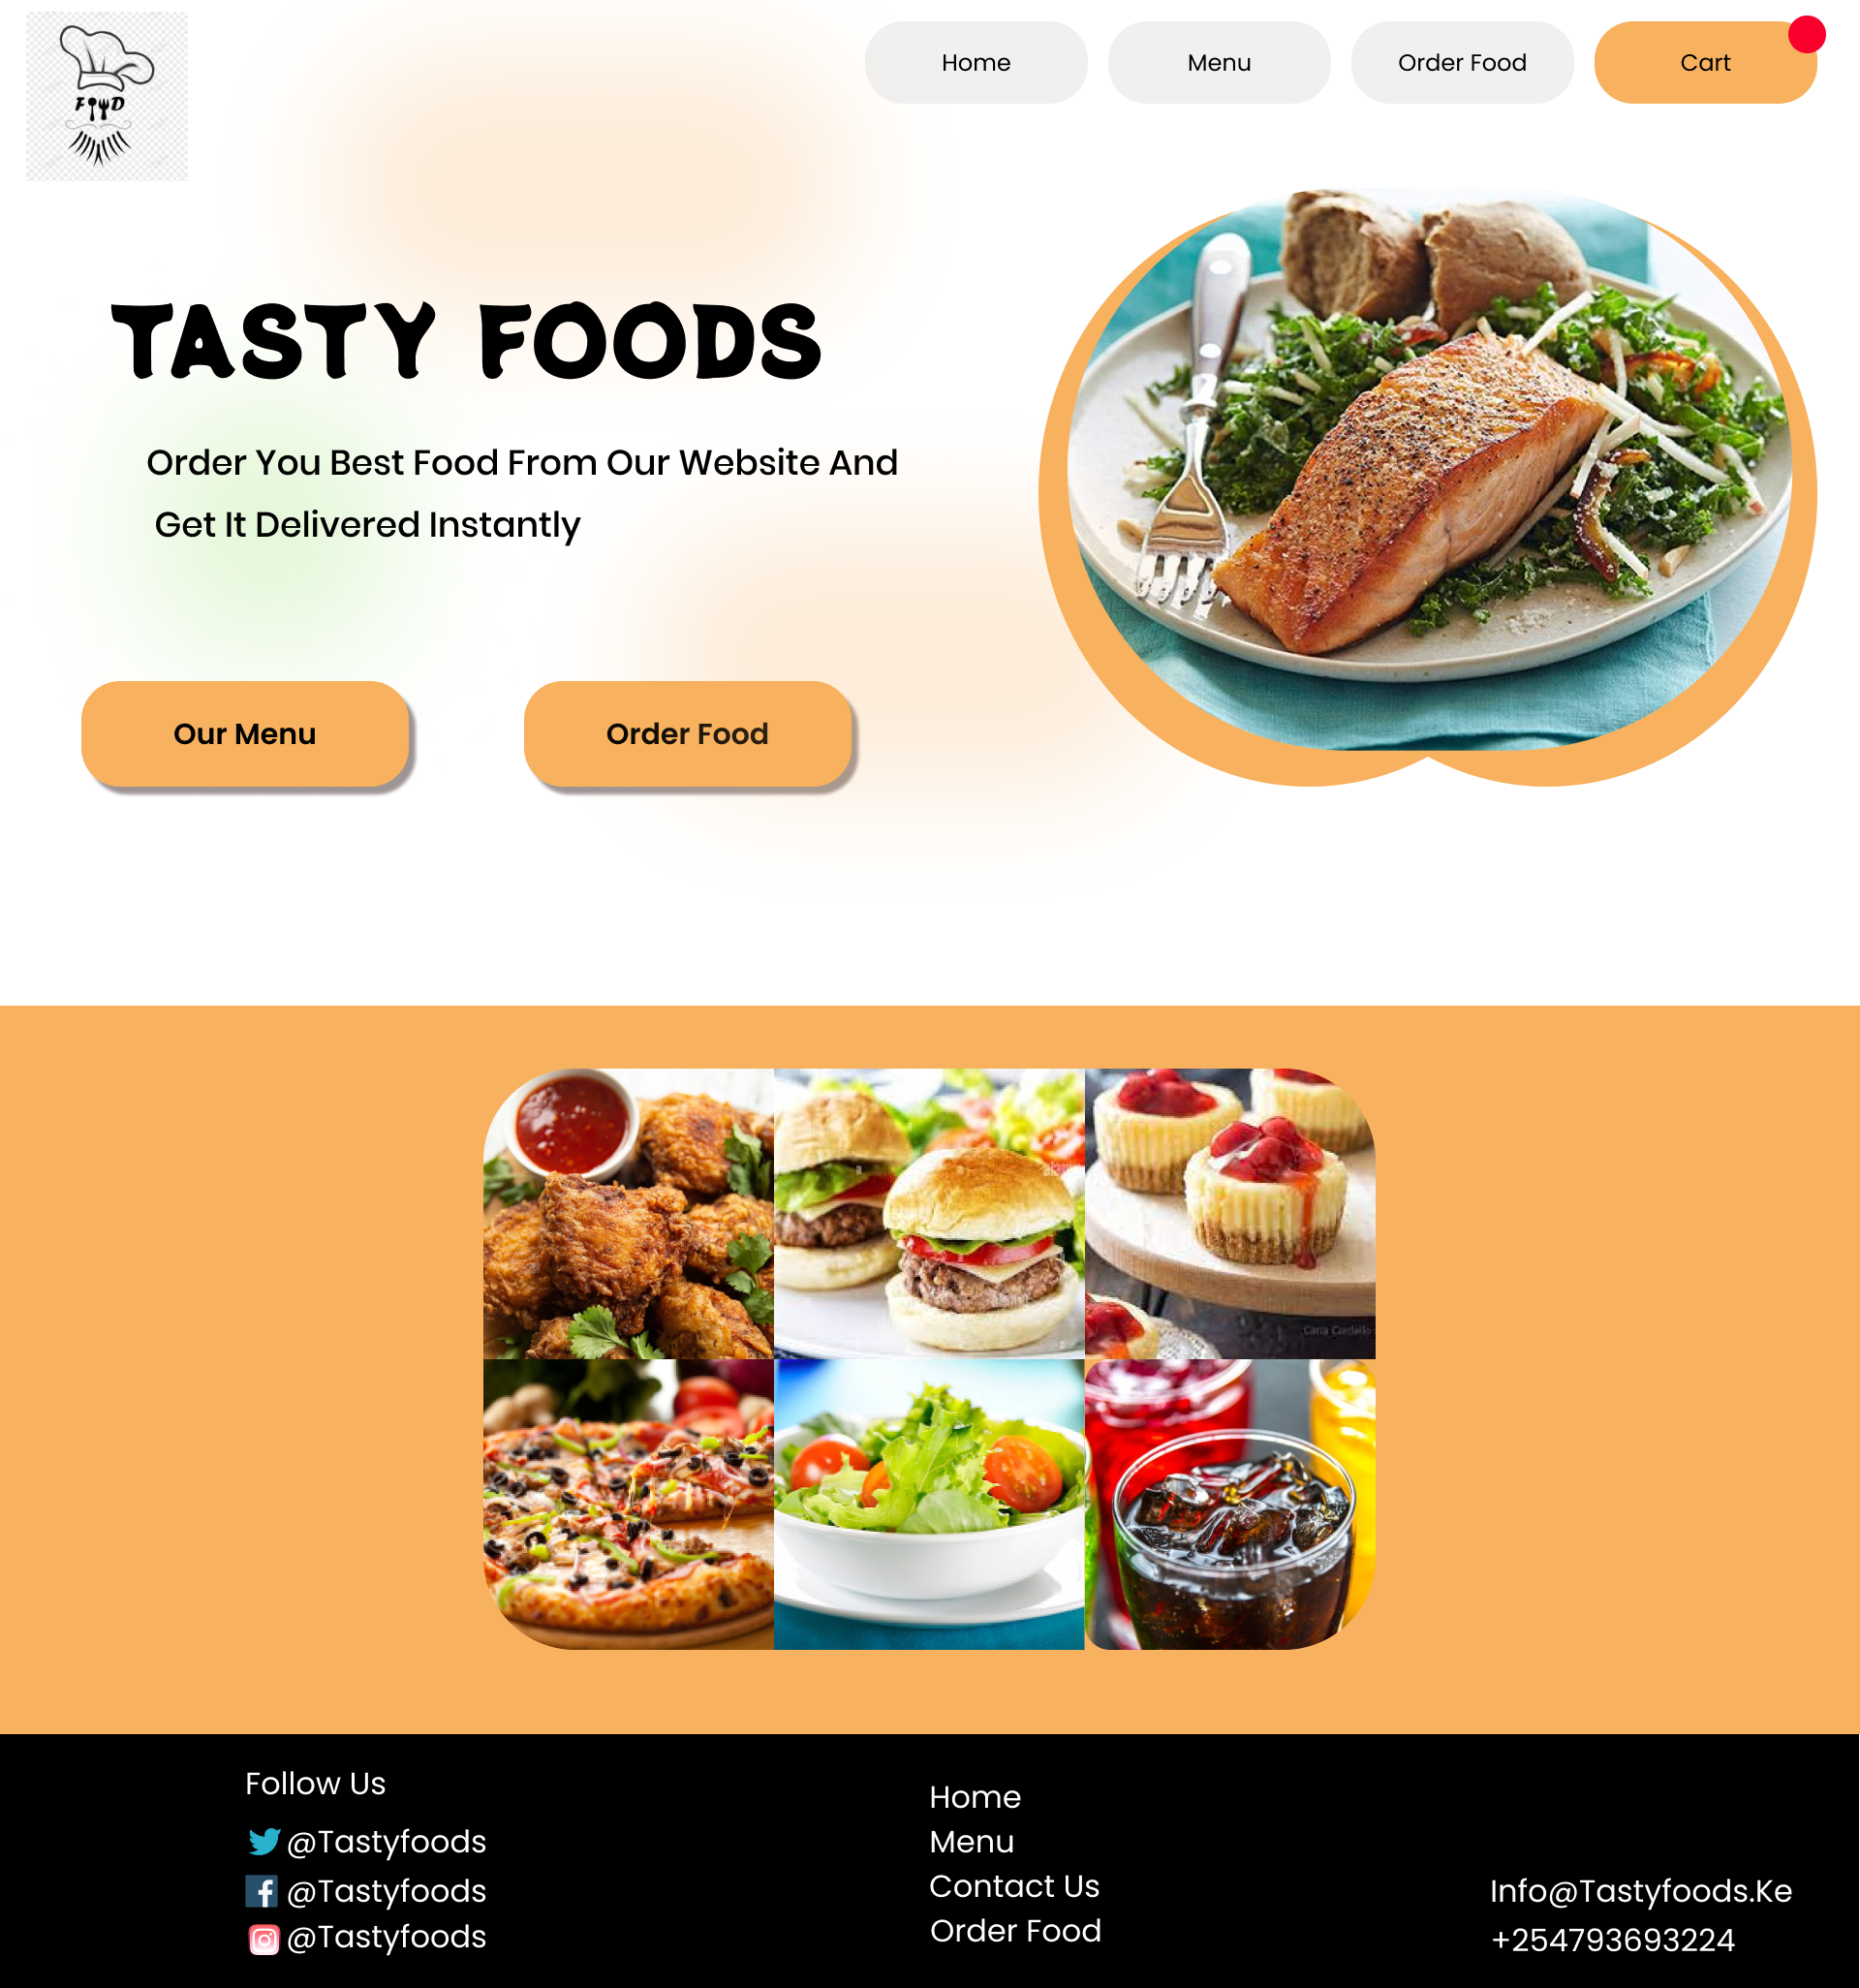 FOOD
Home
Menu
Order Food
Cart
TASTY FOODS
Order You Best Food From Our Website And
Get It Delivered Instantly
Our Menu
Order Food
Caria Cordello
Follow Us
@Tastyfoods
@Tastyfoods
@Tastyfoods
Home
Menu
Contact Us
Order Food
Info@Tastyfoods.Ke
+254793693224